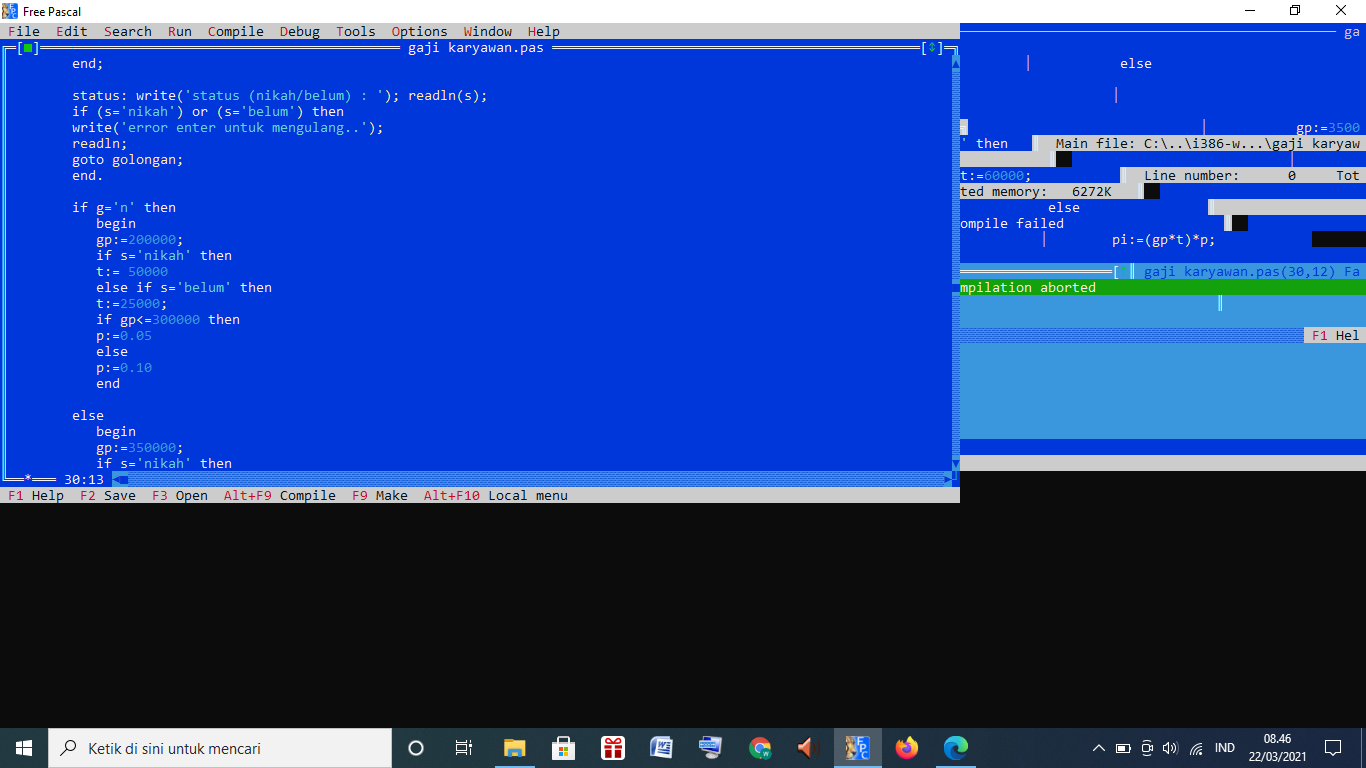 Free Pascal
File Edit Search Run Compile Debug Tools Options Window Help
gaji karyawan.pas
ga
end;
else
status: write('status (nikah/belum) : '); readln(s);
if (s='nikah') or (s='belum') then
write('error enter untuk mengulang..');
gp:=3500
readln;
' then Main file: C:\..\i386-w...\gaji karyaw
goto golongan;
end.
t:=60000; Line number: 0 Tot
ted memory: 6272K
if g='n' then
else
begin
ompile failed
gp:=200000;
pi:=(gp*t)*p;
if s='nikah' then
t:= 50000
gaji karyawan.pas(30,12) Fa
else if s='belum' then
mpilation aborted
t:=25000;
if gp<=300000 then
p:=0.05
F1 Hel
else
p:=0.10
end
else
begin
gp:=350000;
if s='nikah' then
30:13
F1 Help F2 Save F3 Open Alt+F9 Compile F9 Make Alt+F10 Local menu
Ketik di sini untuk mencari
IND
08.46
22/03/2021